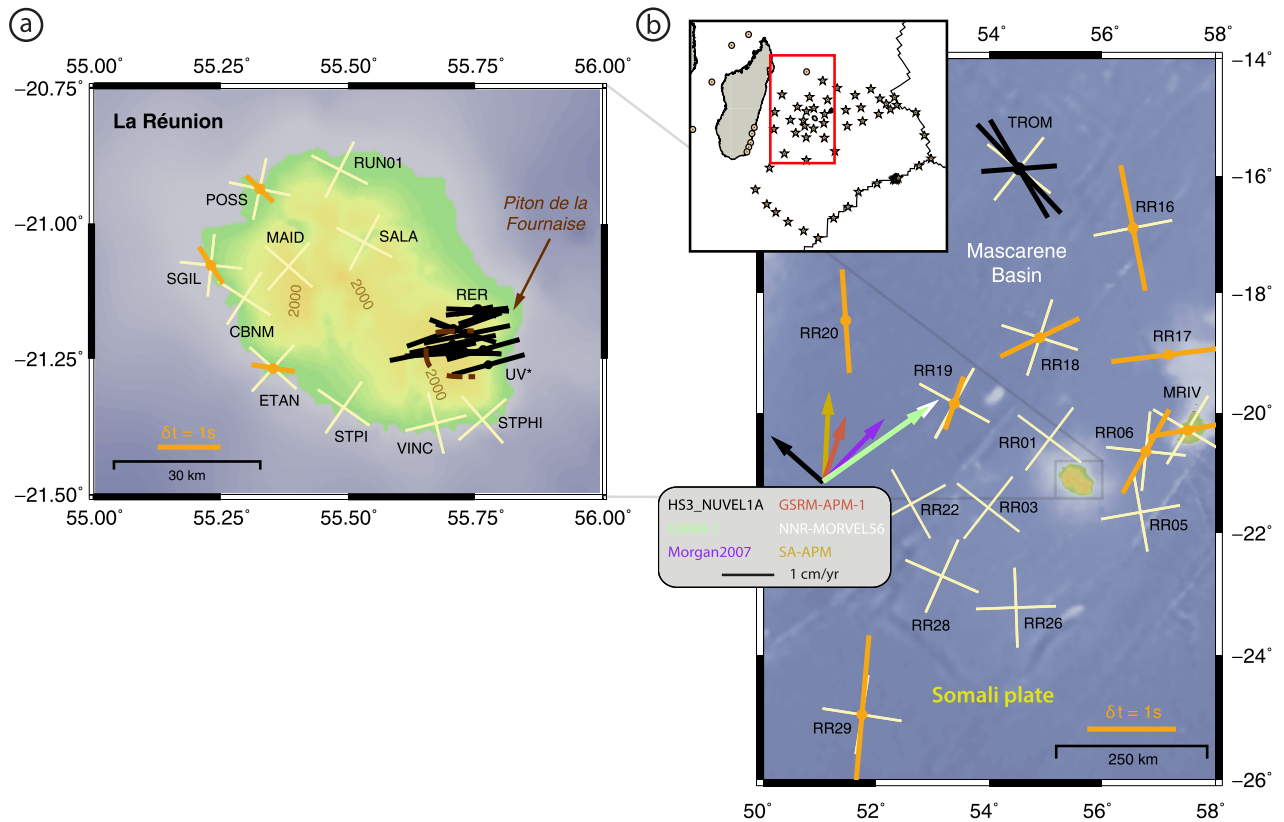 a
55.00˚ 55.25˚ 55.50˚ 55.75˚ 56.00˚
−20.75˚
La Réunion
RUN01
POSS
Piton de la
Fournaise
−21.00˚
MAID
SALA
SGIL
2000
2000
RER
CBNM
−21.25˚
2000
UV*
ETAN
STPI
VINC
STPHI
δt = 1s
30 km
−21.50˚
55.00˚ 55.25˚ 55.50˚ 55.75˚ 56.00˚
b
54˚ 56˚ 58˚
−14˚
TROM
−16˚
RR16
Mascarene
Basin
−18˚
RR20
RR17
RR18
RR19
MRIV
−20˚
RR01
RR06
HS3_NUVEL1A
GSRM-APM-1
NNR-MORVEL56
Morgan2007
SA-APM
1 cm/yr
RR22
RR03
RR05
−22˚
RR28
RR26
−24˚
Somali plate
RR29
δt = 1s
250 km
−26˚
50˚ 52˚ 54˚ 56˚ 58˚